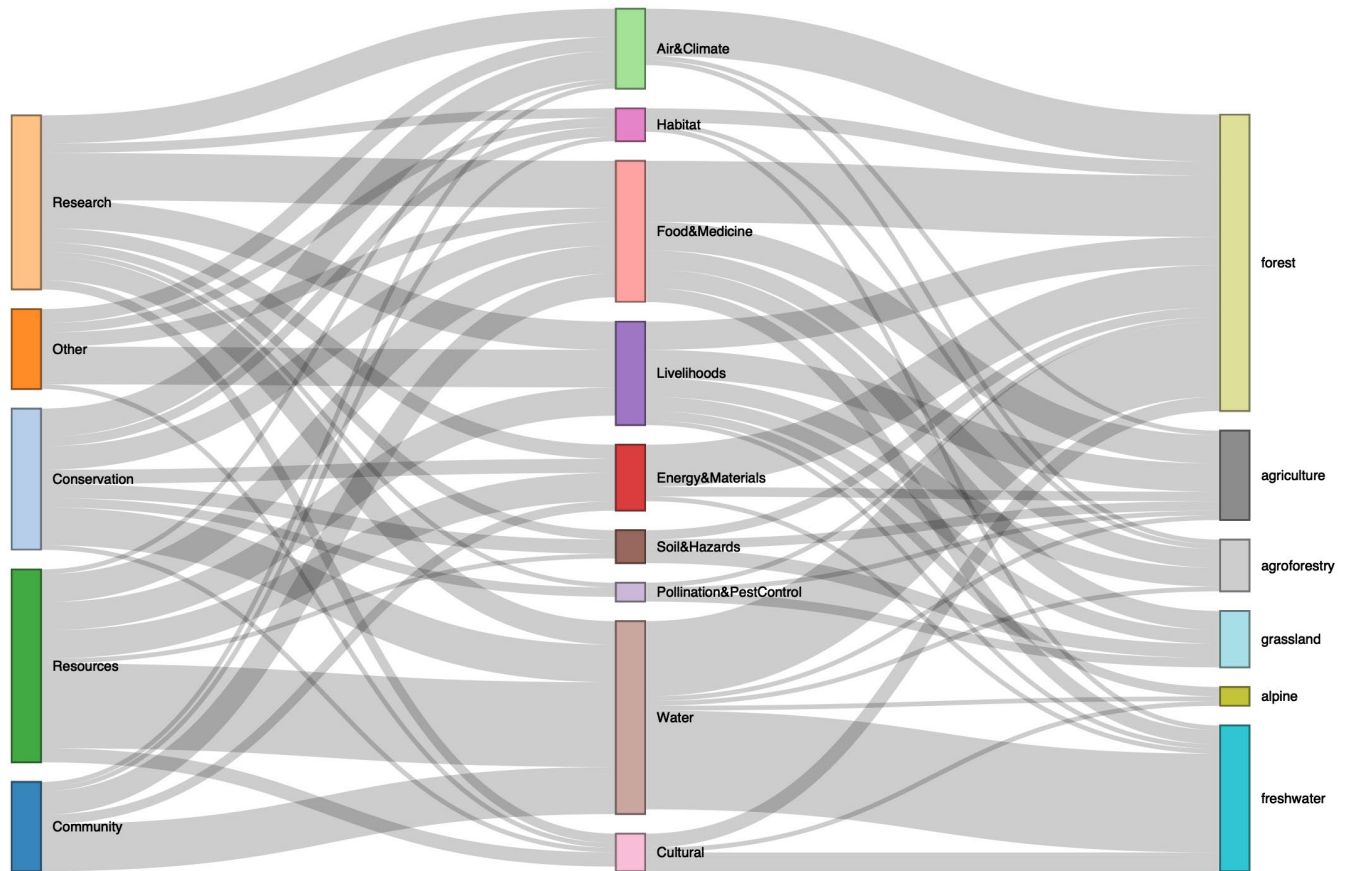 Research
Other
Conservation
Resources
Community
Air&Climate
Habitat
Food&Medicine
Livelihoods
Energy&Materials
Soil&Hazards
Pollination&PestControl
Water
Cultural
forest
agriculture
agroforestry
grassland
alpine
freshwater